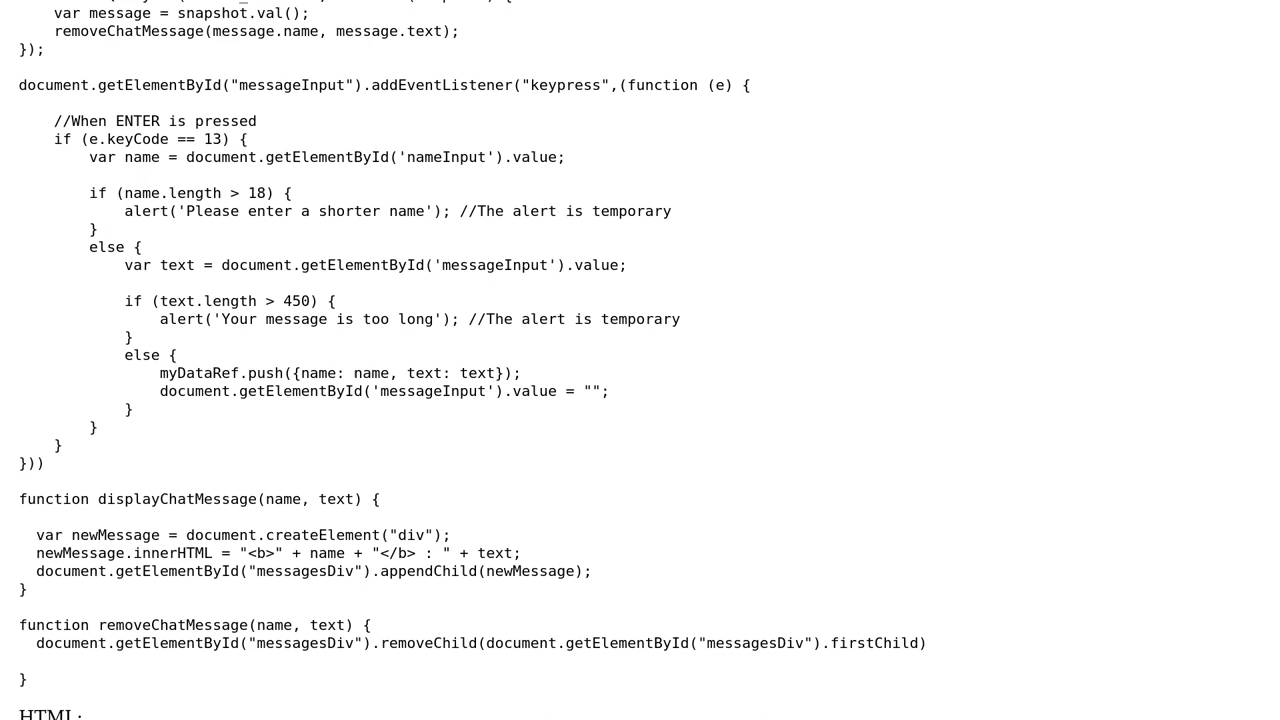 var message = snapshot.val();
    removeChatMessage(message.name, message.text);
});

document.getElementById("messageInput").addEventListener("keypress",(function (e) {

    //When ENTER is pressed
    if (e.keyCode == 13) {
        var name = document.getElementById('nameInput').value;

        if (name.length > 18) {
            alert('Please enter a shorter name'); //The alert is temporary
        }
        else {
            var text = document.getElementById('messageInput').value;

            if (text.length > 450) {
                alert('Your message is too long'); //The alert is temporary
            }
            else {
                myDataRef.push({name: name, text: text});
                document.getElementById('messageInput').value = "";
            }
        }
    }
}))

function displayChatMessage(name, text) {

  var newMessage = document.createElement("div");
  newMessage.innerHTML = "<b>" + name + "</b> : " + text;
  document.getElementById("messagesDiv").appendChild(newMessage);
}

function removeChatMessage(name, text) {
  document.getElementById("messagesDiv").removeChild(document.getElementById("messagesDiv").firstChild)

}

HTML: